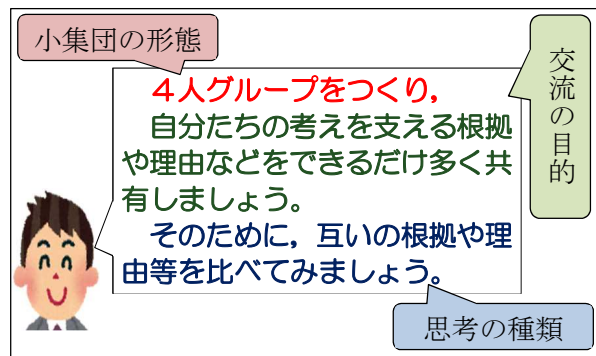 小集団の形態
交流の目的
４人グループをつくり，
自分たちの考えを支える根拠
や理由などをできるだけ多く共
有しましょう。
そのために，互いの根拠や理
由等を比べてみましょう。
思考の種類